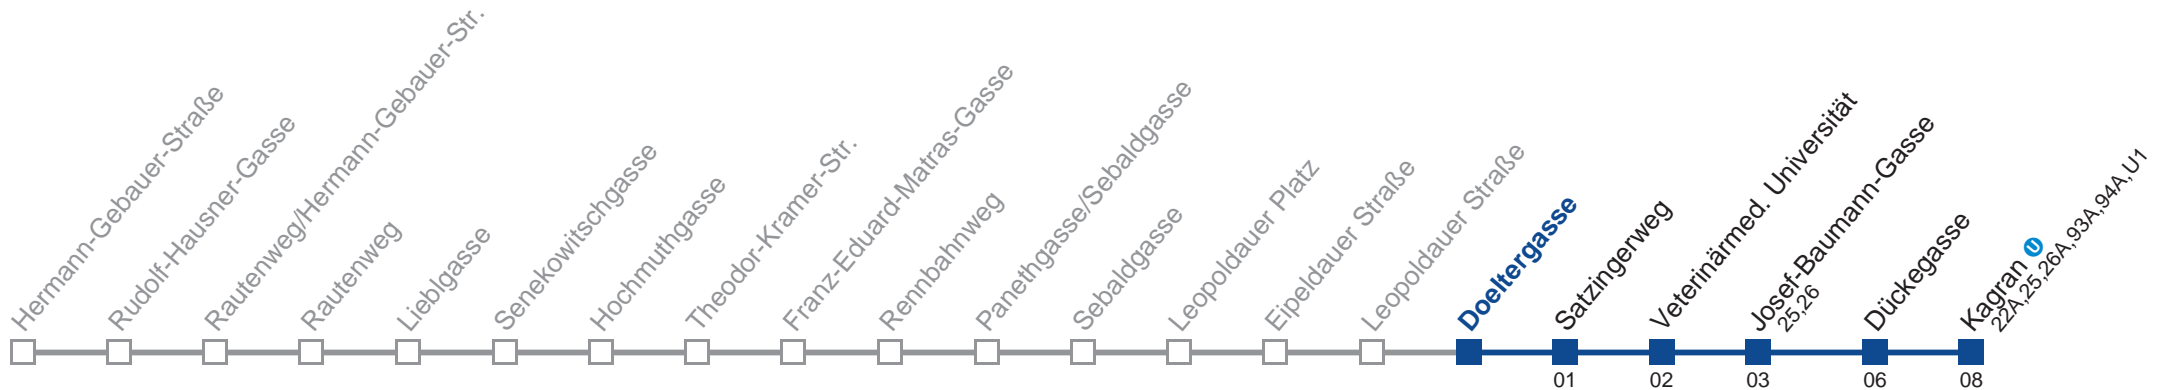 Hermann-Gebauer-Straße
Rudolf-Hausner-Gasse
Rautenweg/Hermann-Gebauer-Str.
Rautenweg
Lieblgasse
Senekowitschgasse
Hochmuthgasse
Theodor-Kramer-Str.
Franz-Eduard-Matras-Gasse
Rennbahnweg
Panethgasse/Sebaldgasse
Sebaldgasse
Leopoldauer Platz
Eipeldauer Straße
Leopoldauer Straße
Doeltergasse
Satzingerweg
Veterinärmed. Universität
Josef-Baumann-Gasse
25,26
Dückegasse
Kagran U
22A,25,26A,93A,94A,U1
01
02
03
06
08